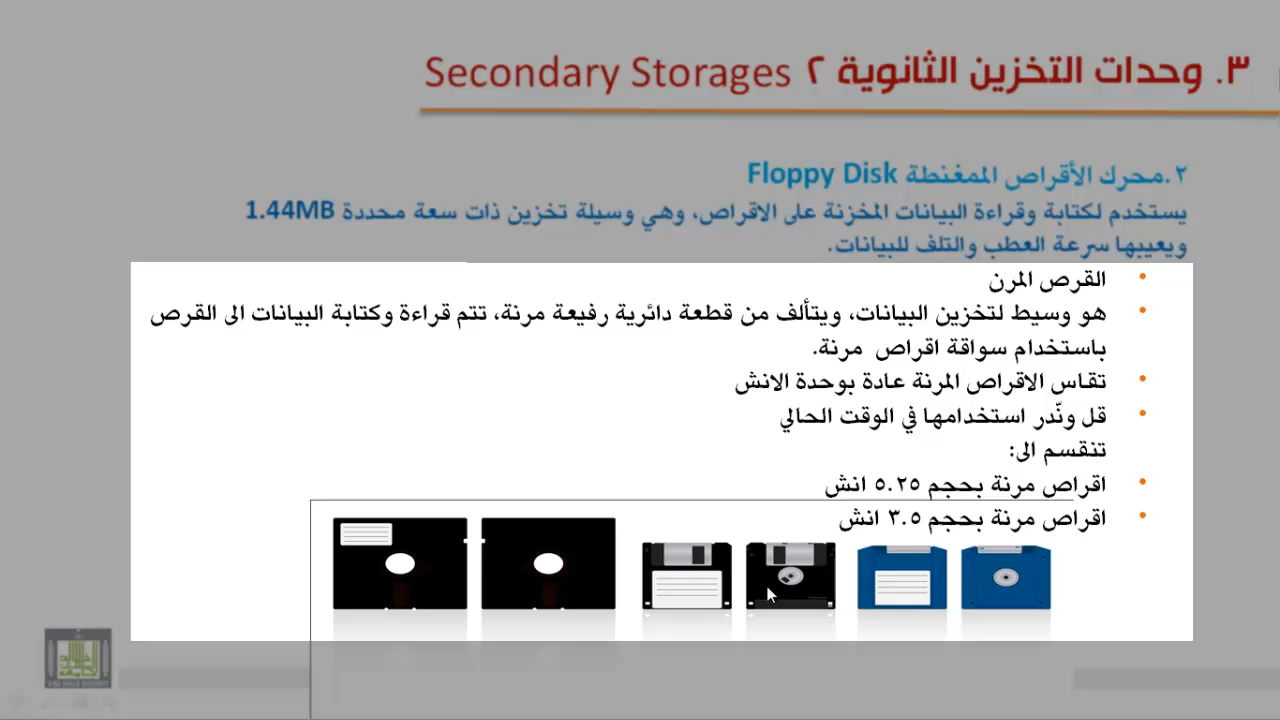 ٣. وحدات التخزين الثانوية ٢ Secondary Storages
٢.محرك الأقراص الممغنطة Floppy Disk
يستخدم لكتابة وقراءة البيانات المخزنة على الاقراص، وهي وسيلة تخزين ذات سعة محددة 1.44MB
ويعيبها سرعة العطب والتلف للبيانات.
• القرص المرن
• هو وسيط لتخزين البيانات، ويتألف من قطعة دائرية رفيعة مرنة، تتم قراءة وكتابة البيانات الى القرص
باستخدام سواقة اقراص مرنة.
• تقاس الاقراص المرنة عادة بوحدة الانش
• قل ونّدر استخدامها في الوقت الحالي
تنقسم الى:
• اقراص مرنة بحجم ٥.٢٥ انش
• اقراص مرنة بحجم ٣.٥ انش